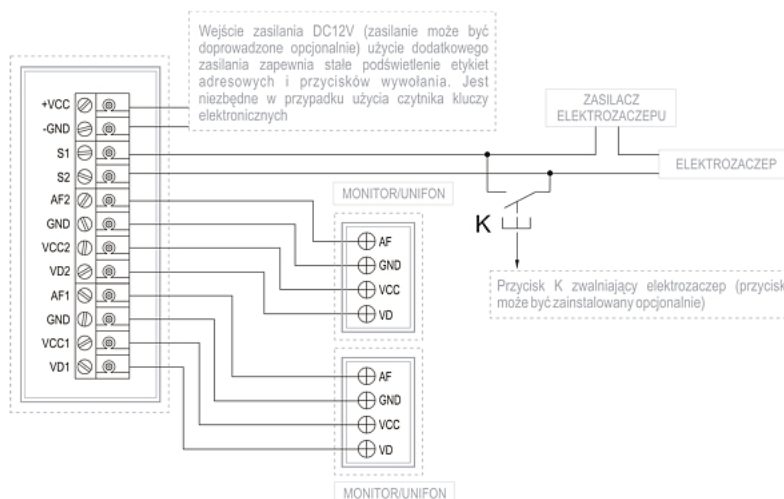 Wejście zasilania DC12V (zasilanie może być
doprowadzone opcjonalnie) użycie dodatkowego
zasilania zapewnia stałe podświetlenie etykiet
adresowych i przycisków wywołania. Jest
niezbędne w przypadku użycia czytnika kluczy
elektronicznych
+VCC
-GND
S1
S2
AF2
GND
VCC2
VD2
AF1
GND
VCC1
VD1
ZASILACZ
ELEKTROZACZEPU
ELEKTROZACZEP
K
Przycisk K zwalniający elektrozaczep (przycisk
może być zainstalowany opcjonalnie)
MONITOR/UNIFON
AF
GND
VCC
VD
AF
GND
VCC
VD
MONITOR/UNIFON